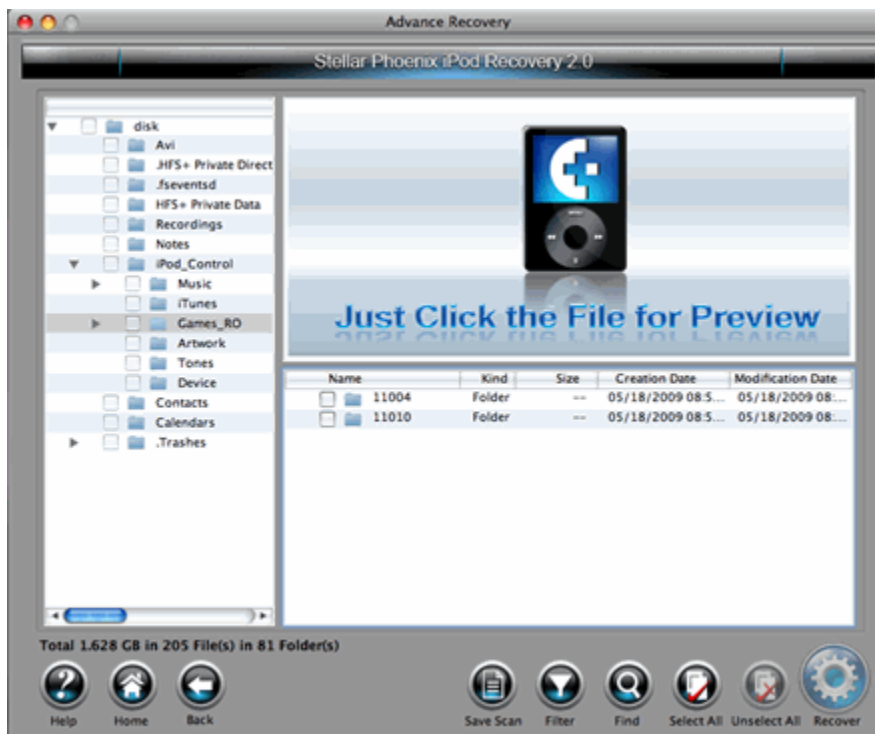 Advance Recovery
Stellar Phoenix iPod Recovery 2.0
disk
Avi
.HFS+ Private Direct
.fseventsd
HFS+ Private Data
Recordings
Notes
iPod_Control
Music
iTunes
Games_RO
Artwork
Tones
Device
Contacts
Calendars
.Trashes
Just Click the File for Preview
Name Kind Size Creation Date Modification Date
11004 Folder -- 05/18/2009 08:5... 05/18/2009 08:...
11010 Folder -- 05/18/2009 08:5... 05/18/2009 08:...
Total 1.628 GB in 205 File(s) in 81 Folder(s)
Help Home Back Save Scan Filter Find Select All Unselect All Recover